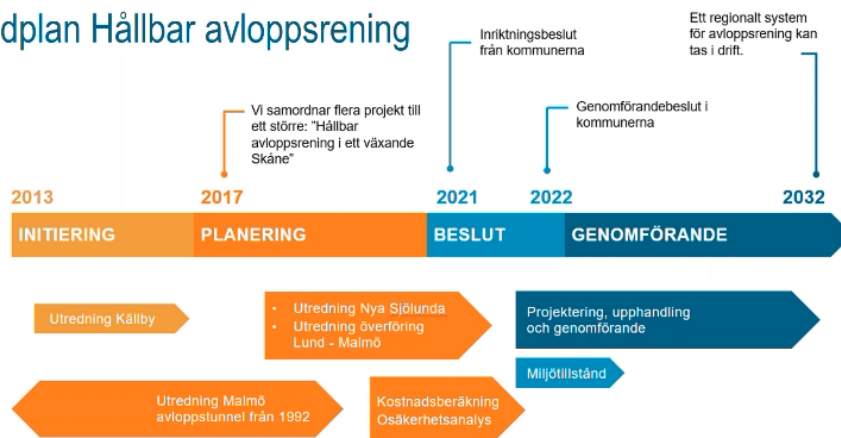 dplan Hållbar avloppsrening
Ett regionalt system
för avloppsrening kan
tas i drift.
Inriktningsbeslut
från kommunerna
Vi samordnar flera projekt till
ett större: "Hållbar
avloppsrening i ett växande
Skåne"
Genomförandebeslut i
kommunerna
2013
2017
2021
2022
2032
INITIERING
PLANERING
BESLUT
GENOMFÖRANDE
Utredning Källby
• Utredning Nya Sjölunda
• Utredning överföring
Lund - Malmö
Projektering, upphandling
och genomförande
Miljötillstånd
Utredning Malmö
avloppstunnel från 1992
Kostnadsberäkning
Osäkerhetsanalys